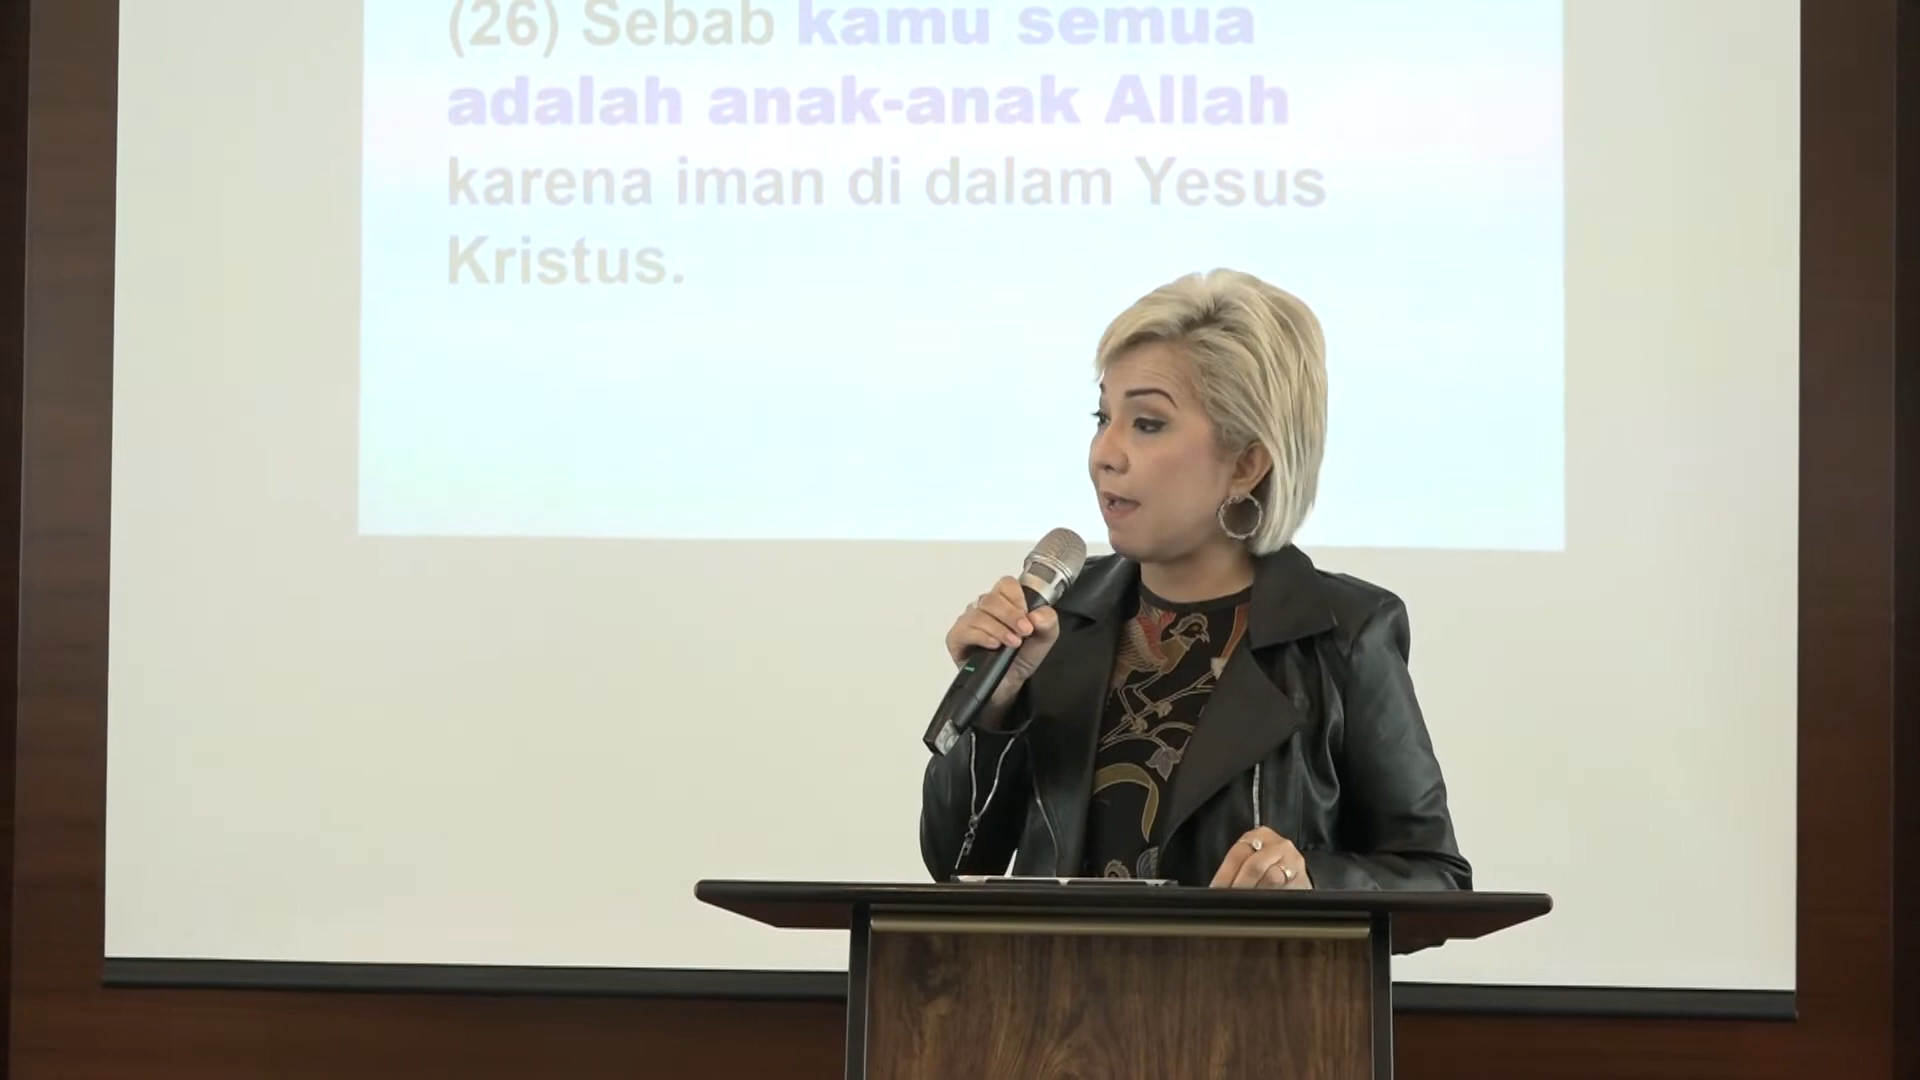 (26) Sebab kamu semua
adalah anak-anak Allah
karena iman di dalam Yesus
Kristus.